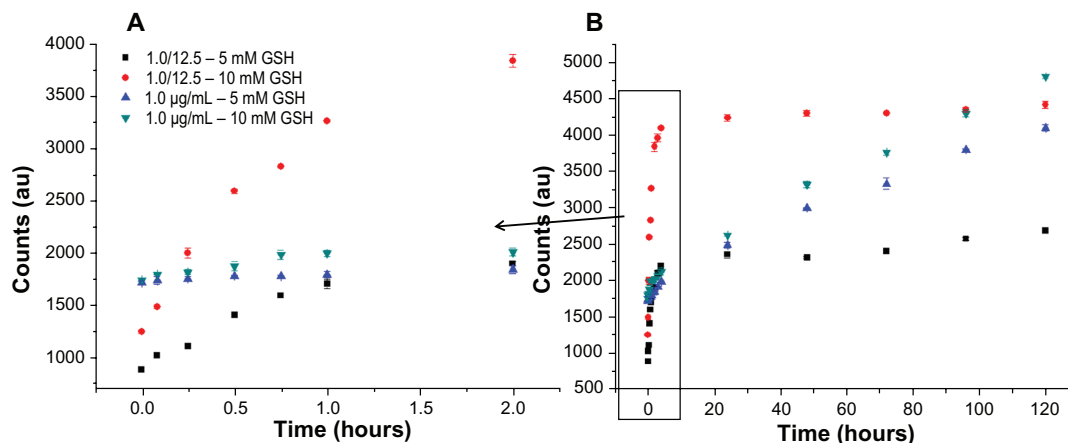 A
4000
3500
3000
2500
2000
1500
1000
Counts (au)
1.0/12.5 – 5 mM GSH
1.0/12.5 – 10 mM GSH
1.0 µg/mL – 5 mM GSH
1.0 µg/mL – 10 mM GSH
0.0 0.5 1.0 1.5 2.0
Time (hours)
B
5000
4500
4000
3500
3000
2500
2000
1500
1000
500
Counts (au)
0 20 40 60 80 100 120
Time (hours)